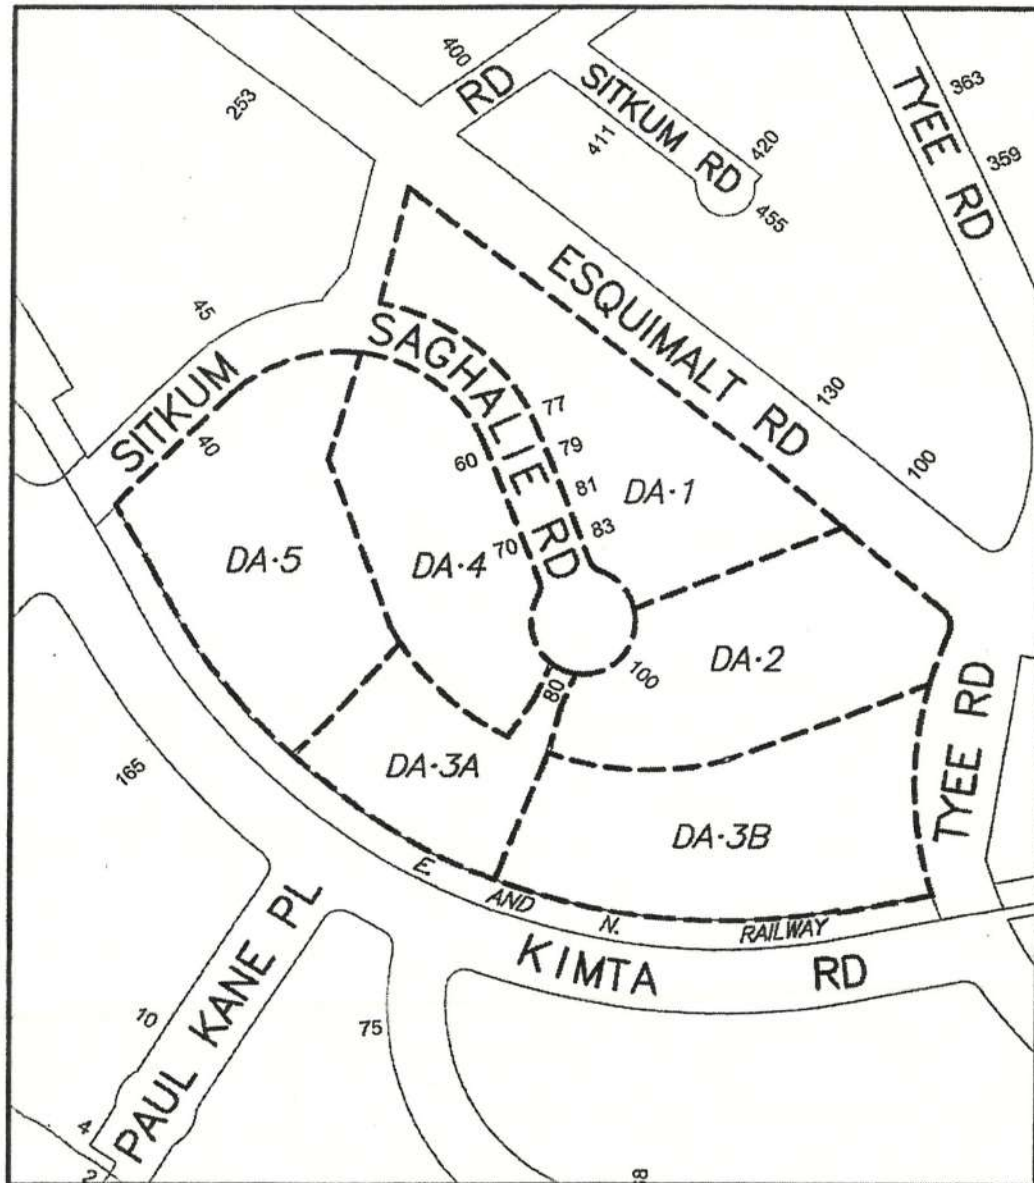 400
RD
253
SITKUM RD
411
420
455
TYEE RD
363
359
ESQUIMALT RD
130
100
45
SITKUM
40
SAGHALIE RD
77
79
81
83
60
70
DA·1
DA·5
DA·4
DA·2
100
80
DA·3A
DA·3B
TYEE RD
165
E. AND N. RAILWAY
KIMTA RD
PAUL KANE PL
10
75
4
2